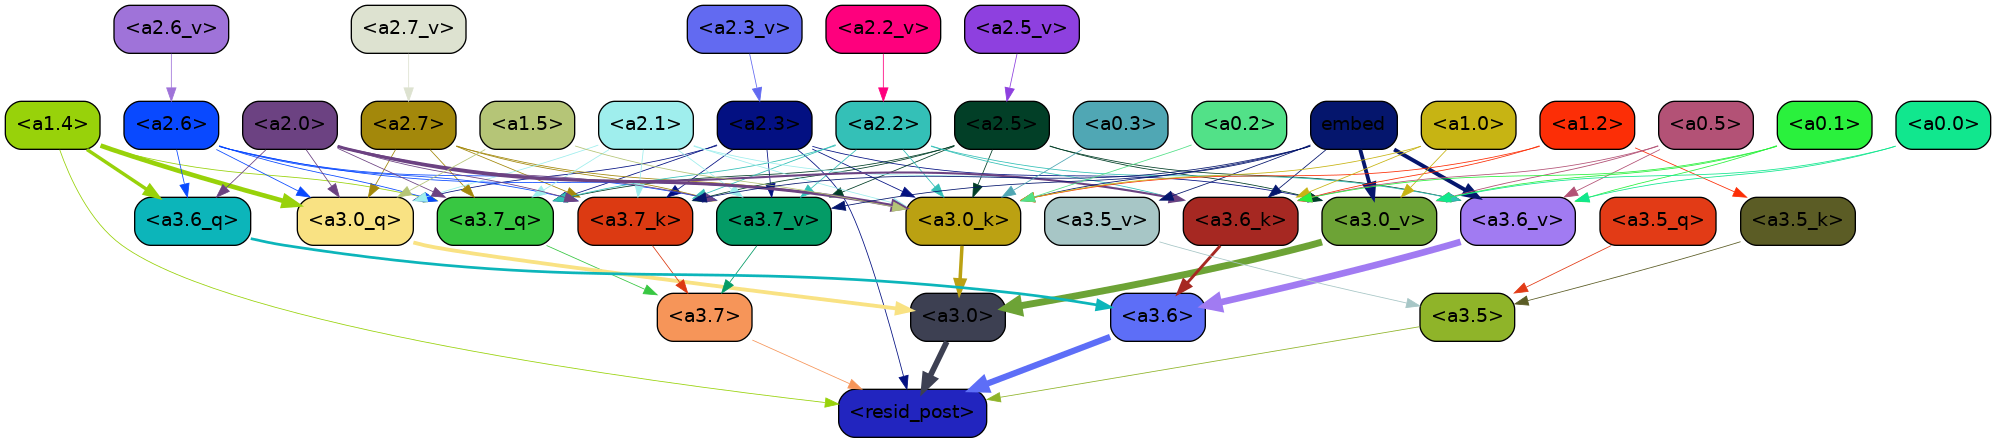 <a2.6_v> <a2.7_v> <a2.3_v> <a2.2_v> <a2.5_v>
<a1.4> <a2.6> <a2.0> <a2.7> <a1.5> <a2.1> <a2.3> <a2.2> <a2.5> <a0.3> <a0.2> embed <a1.0> <a1.2> <a0.5> <a0.1> <a0.0>
<a3.6_q> <a3.0_q> <a3.7_q> <a3.7_k> <a3.7_v> <a3.0_k> <a3.5_v> <a3.6_k> <a3.0_v> <a3.6_v> <a3.5_q> <a3.5_k>
<a3.7> <a3.0> <a3.6> <a3.5>
<resid_post>